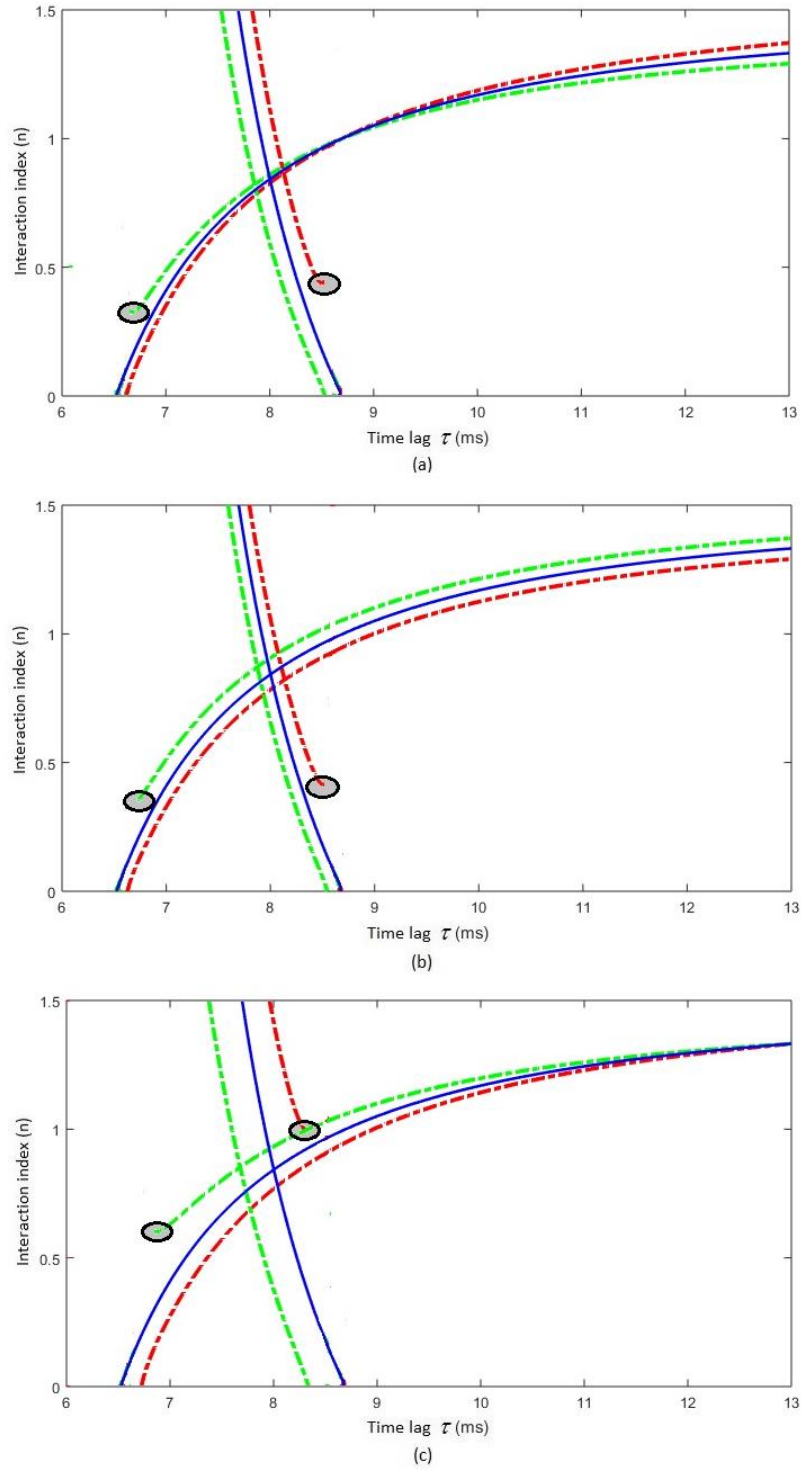 1.5
1
0.5
0
Interaction index (n)
6 7 8 9 10 11 12 13
Time lag τ (ms)
(a)
1.5
1
0.5
0
Interaction index (n)
6 7 8 9 10 11 12 13
Time lag τ (ms)
(b)
1.5
1
0.5
0
Interaction index (n)
6 7 8 9 10 11 12 13
Time lag τ (ms)
(c)